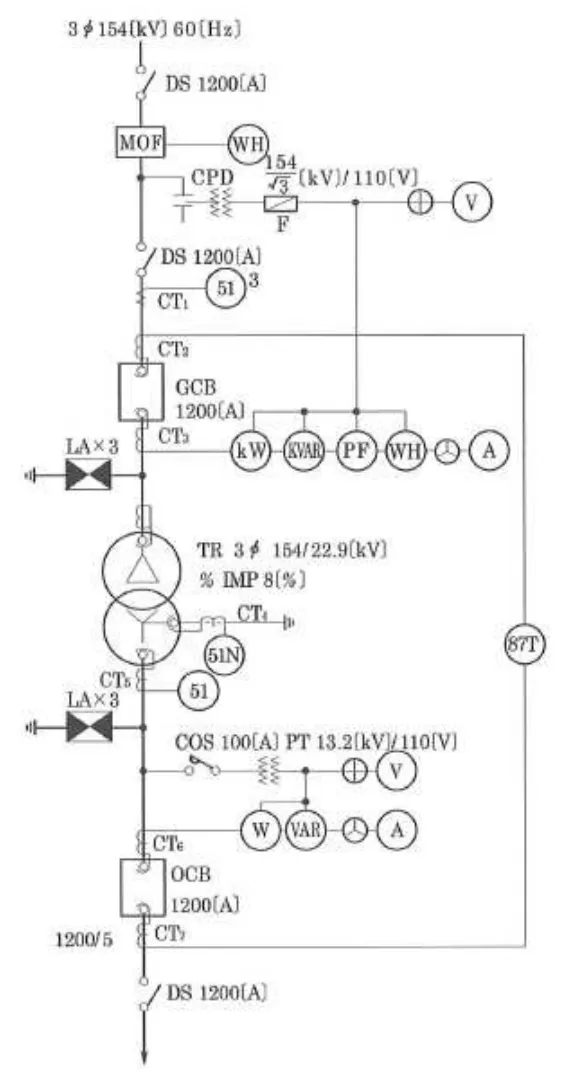 3φ154[kV] 60[Hz]
DS 1200[A]
MOF
WH
CPD
154/√3 [kV]/110[V]
F
V
DS 1200[A]
CT₁
51
3
CT₂
GCB
1200[A]
CT₃
LA×3
kW
KVAR
PF
WH
A
TR 3φ 154/22.9[kV]
% IMP 8[%]
CT₄
51N
87T
CT₅
51
LA×3
COS 100[A] PT 13.2[kV]/110[V]
V
W
VAR
A
CT₆
OCB
1200[A]
1200/5
CT₇
DS 1200[A]